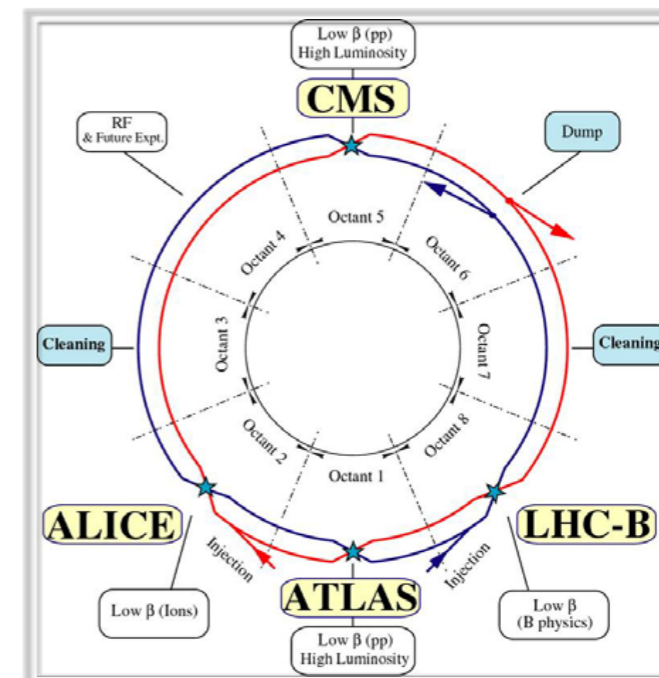 Low β (pp)
High Luminosity
CMS
RF
& Future Expt.
Dump
Octant 5
Octant 4
Octant 6
Cleaning
Octant 3
Octant 7
Cleaning
Octant 2
Octant 8
Octant 1
ALICE
LHC-B
Injection
Injection
ATLAS
Low β (Ions)
Low β
(B physics)
Low β (pp)
High Luminosity